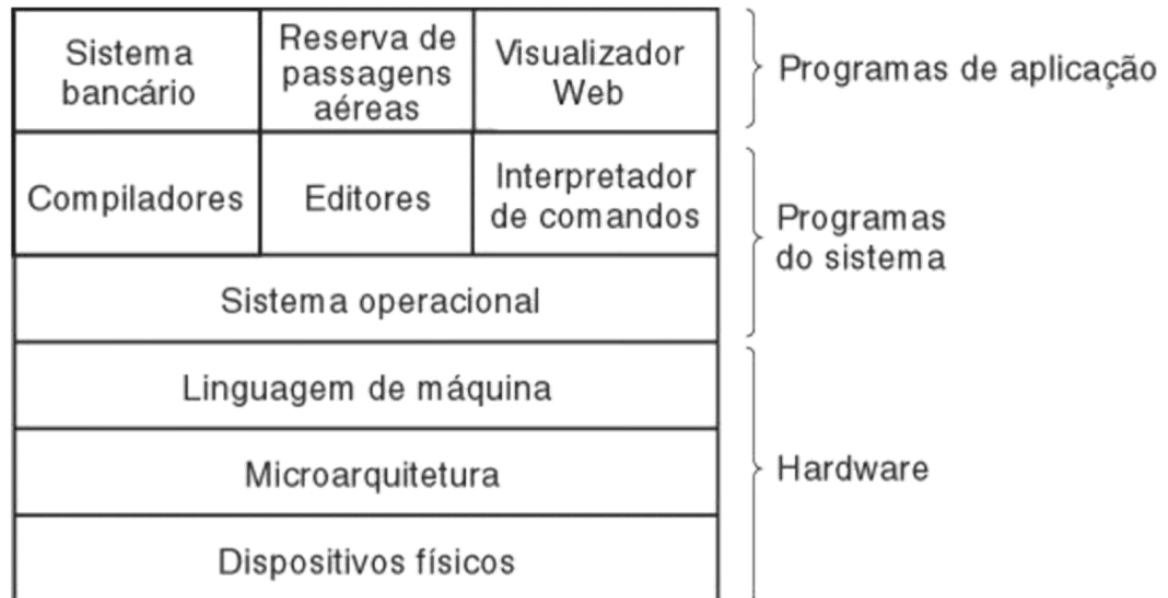 Sistema
bancário
Reserva de
passagens
aéreas
Visualizador
Web
Programas de aplicação
Compiladores
Editores
Interpretador
de comandos
Programas
do sistema
Sistema operacional
Linguagem de máquina
Microarquitetura
Hardware
Dispositivos físicos